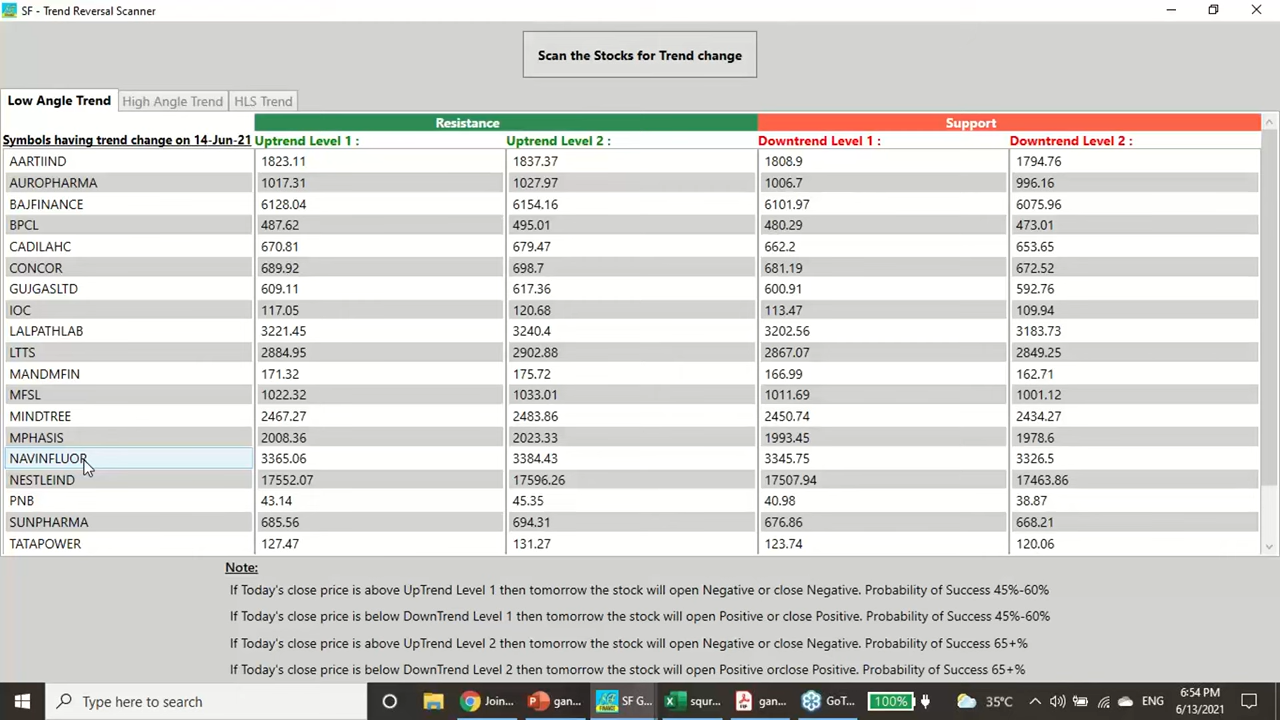 SF - Trend Reversal Scanner
Scan the Stocks for Trend change
Low Angle Trend High Angle Trend HLS Trend
Resistance Support
Symbols having trend change on 14-Jun-21 Uptrend Level 1 : Uptrend Level 2 : Downtrend Level 1 : Downtrend Level 2 :
AARTIIND 1823.11 1837.37 1808.9 1794.76
AUROPHARMA 1017.31 1027.97 1006.7 996.16
BAJFINANCE 6128.04 6154.16 6101.97 6075.96
BPCL 487.62 495.01 480.29 473.01
CADILAHC 670.81 679.47 662.2 653.65
CONCOR 689.92 698.7 681.19 672.52
GUJGASLTD 609.11 617.36 600.91 592.76
IOC 117.05 120.68 113.47 109.94
LALPATHLAB 3221.45 3240.4 3202.56 3183.73
LTTS 2884.95 2902.88 2867.07 2849.25
MANDMFIN 171.32 175.72 166.99 162.71
MFSL 1022.32 1033.01 1011.69 1001.12
MINDTREE 2467.27 2483.86 2450.74 2434.27
MPHASIS 2008.36 2023.33 1993.45 1978.6
NAVINFLUOR 3365.06 3384.43 3345.75 3326.5
NESTLEIND 17552.07 17596.26 17507.94 17463.86
PNB 43.14 45.35 40.98 38.87
SUNPHARMA 685.56 694.31 676.86 668.21
TATAPOWER 127.47 131.27 123.74 120.06
Note:
If Today's close price is above UpTrend Level 1 then tomorrow the stock will open Negative or close Negative. Probability of Success 45%-60%
If Today's close price is below DownTrend Level 1 then tomorrow the stock will open Positive or close Positive. Probability of Success 45%-60%
If Today's close price is above UpTrend Level 2 then tomorrow the stock will open Negative or close Negative. Probability of Success 65+%
If Today's close price is below DownTrend Level 2 then tomorrow the stock will open Positive orclose Positive. Probability of Success 65+%
Type here to search Join... gan... SF G... squr... gan... GoT... 100% 35°C ENG 6:54 PM
6/13/2021